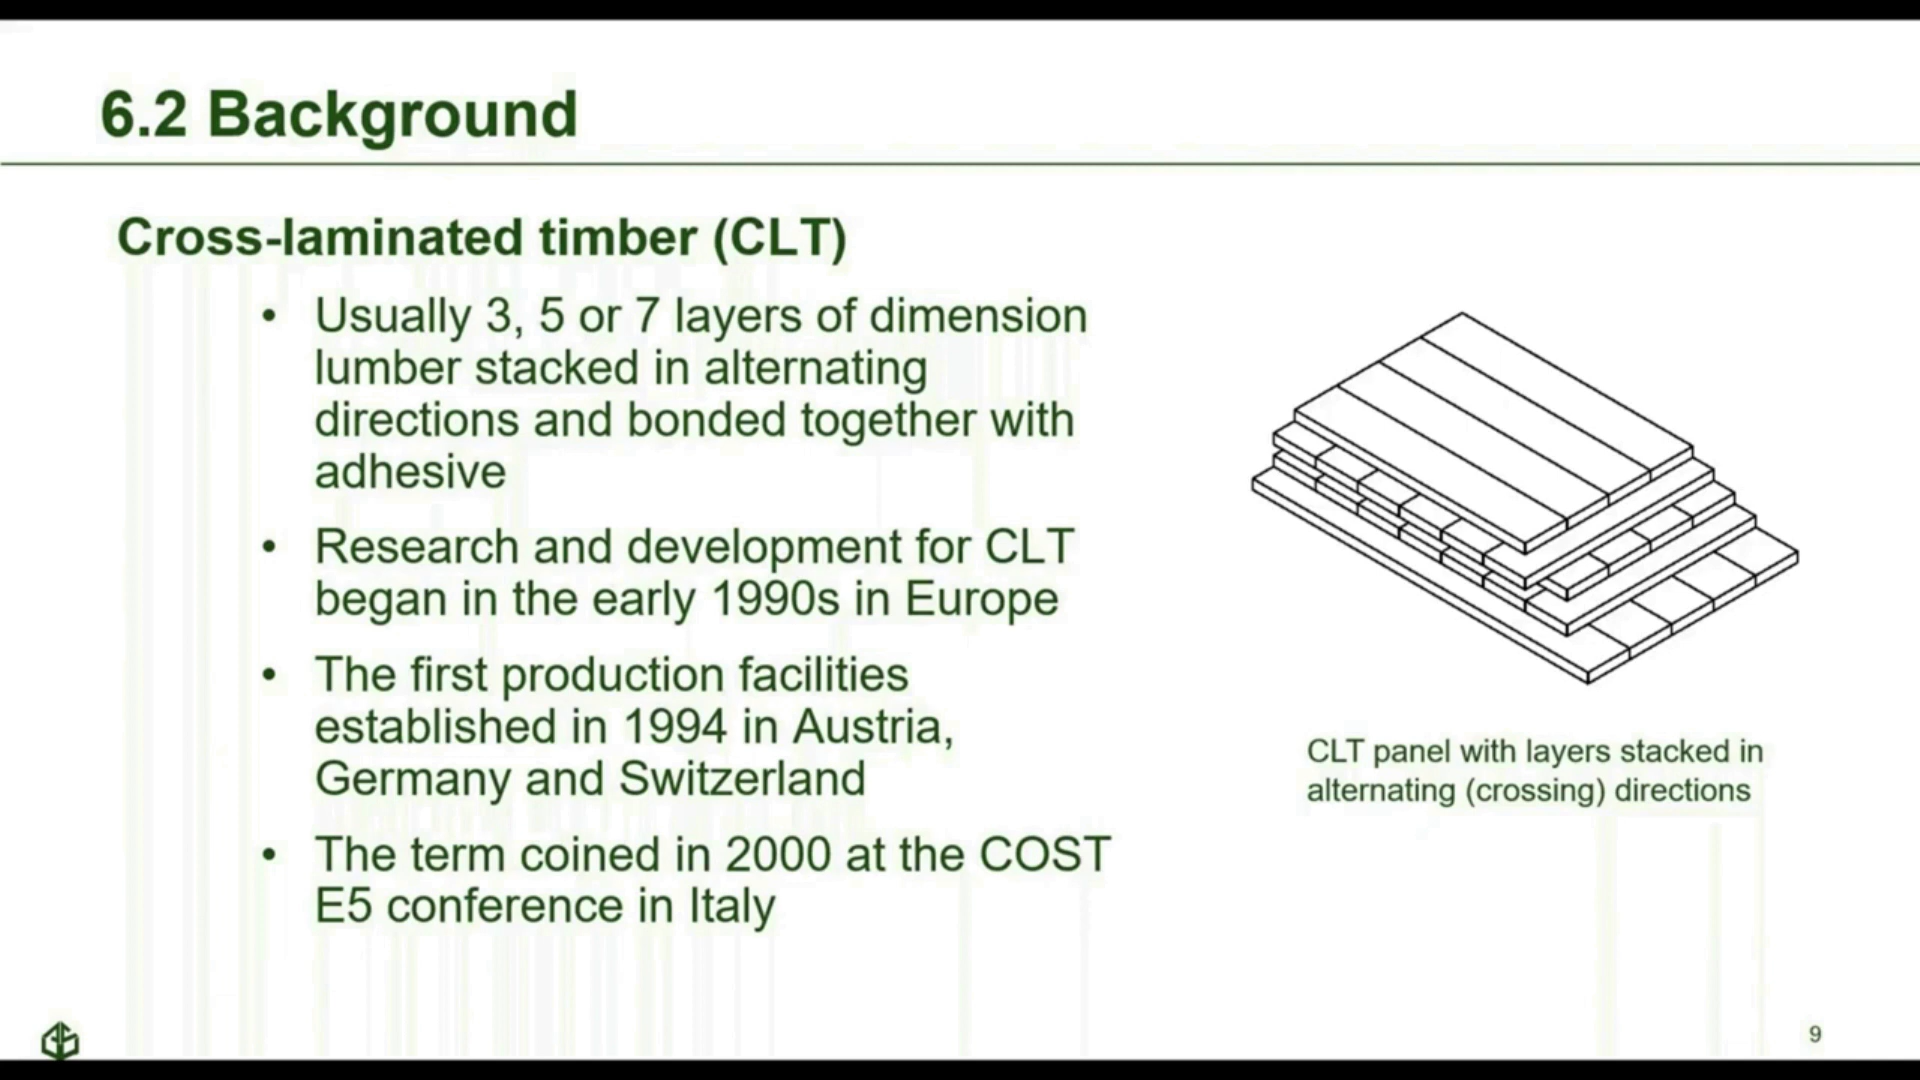 6.2 Background
Cross-laminated timber (CLT)
• Usually 3, 5 or 7 layers of dimension
lumber stacked in alternating
directions and bonded together with
adhesive
• Research and development for CLT
began in the early 1990s in Europe
• The first production facilities
established in 1994 in Austria,
Germany and Switzerland
• The term coined in 2000 at the COST
E5 conference in Italy
CLT panel with layers stacked in
alternating (crossing) directions
9